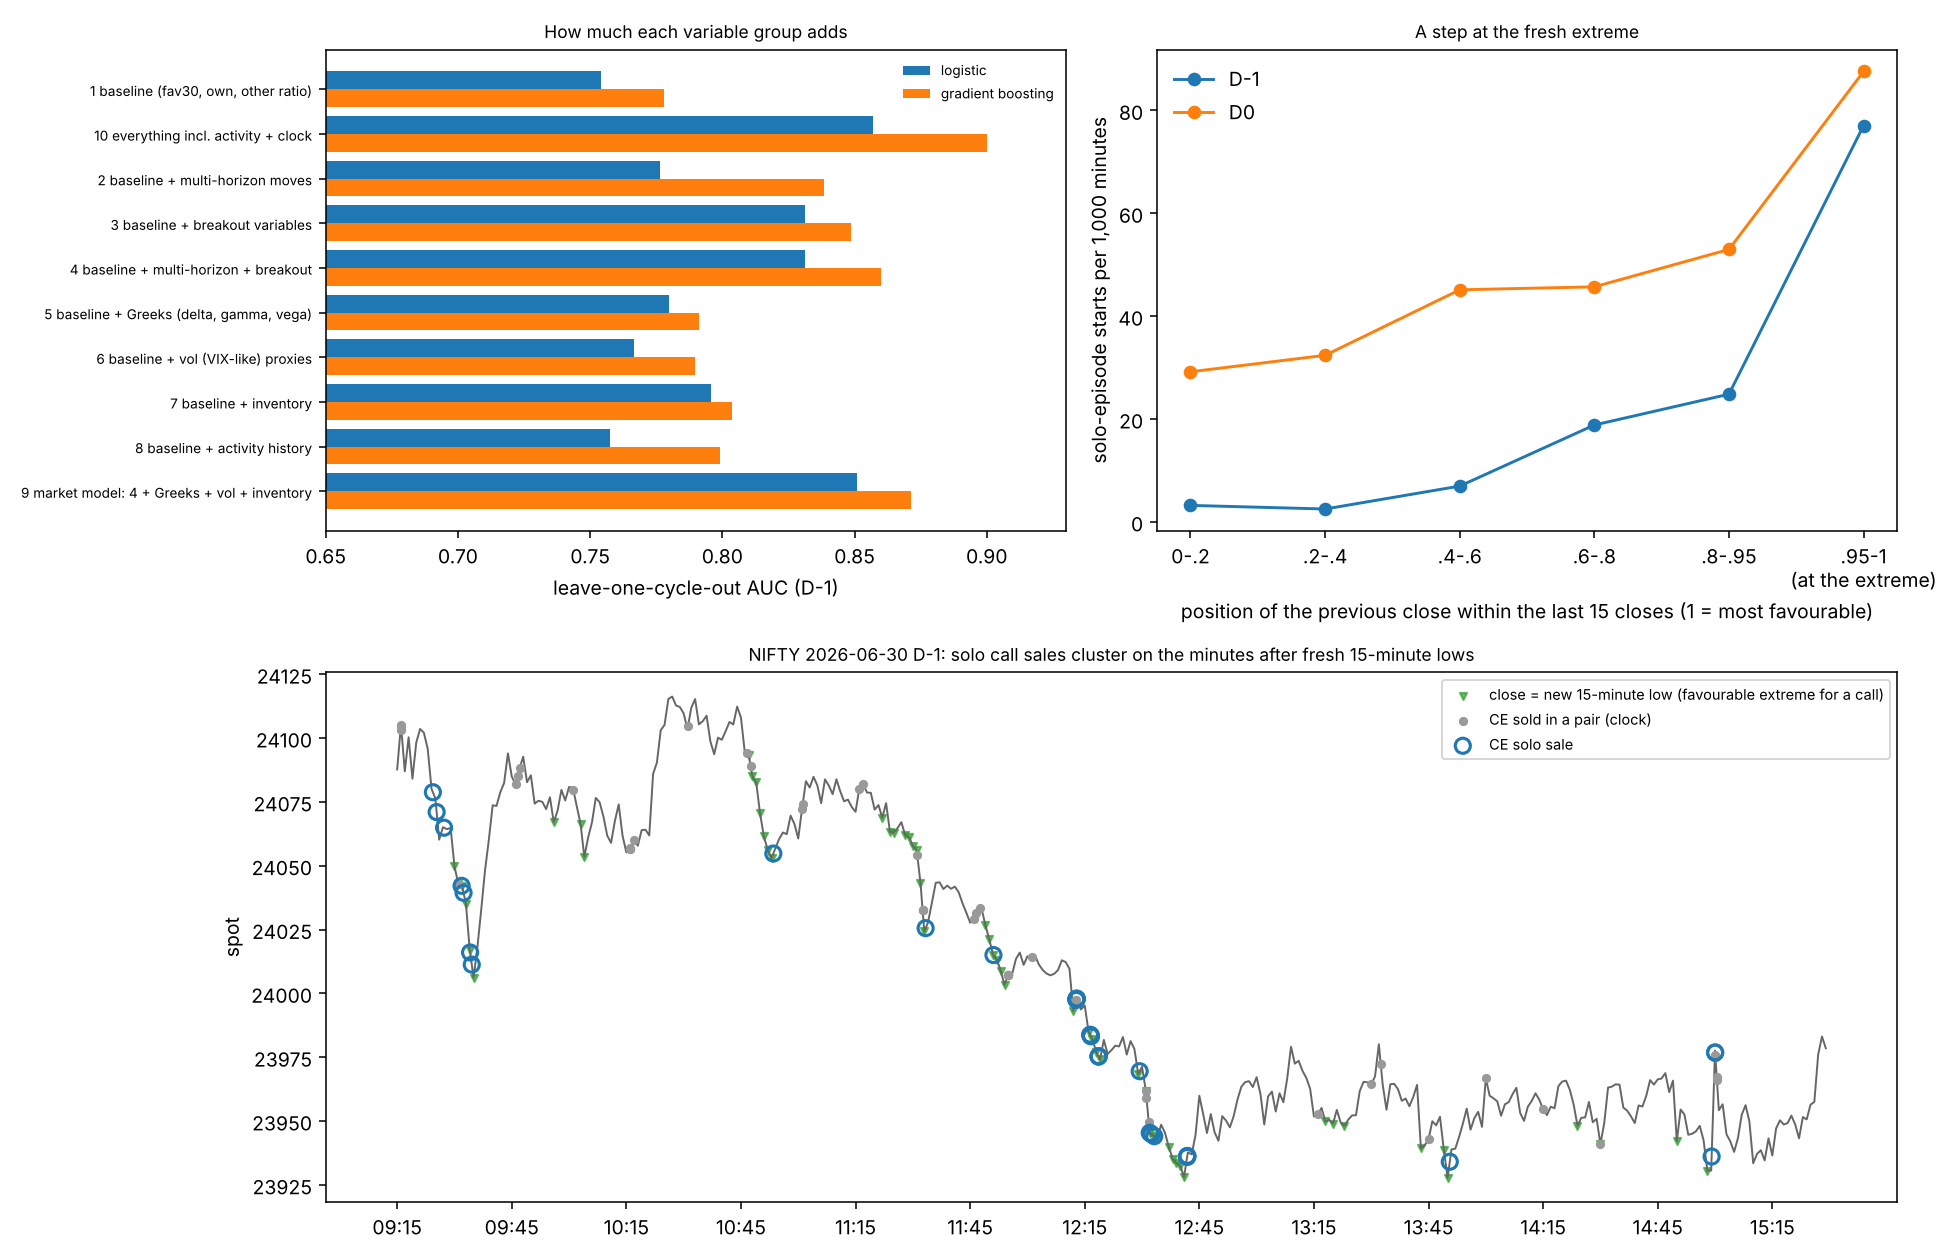 How much each variable group adds
logistic
gradient boosting
1 baseline (fav30, own, other ratio)
10 everything incl. activity + clock
2 baseline + multi-horizon moves
3 baseline + breakout variables
4 baseline + multi-horizon + breakout
5 baseline + Greeks (delta, gamma, vega)
6 baseline + vol (VIX-like) proxies
7 baseline + inventory
8 baseline + activity history
9 market model: 4 + Greeks + vol + inventory
0.65 0.70 0.75 0.80 0.85 0.90
leave-one-cycle-out AUC (D-1)
A step at the fresh extreme
D-1
D0
solo-episode starts per 1,000 minutes
80
60
40
20
0
0-.2 .2-.4 .4-.6 .6-.8 .8-.95 .95-1
(at the extreme)
position of the previous close within the last 15 closes (1 = most favourable)
NIFTY 2026-06-30 D-1: solo call sales cluster on the minutes after fresh 15-minute lows
close = new 15-minute low (favourable extreme for a call)
CE sold in a pair (clock)
CE solo sale
spot
24125
24100
24075
24050
24025
24000
23975
23950
23925
09:15 09:45 10:15 10:45 11:15 11:45 12:15 12:45 13:15 13:45 14:15 14:45 15:15